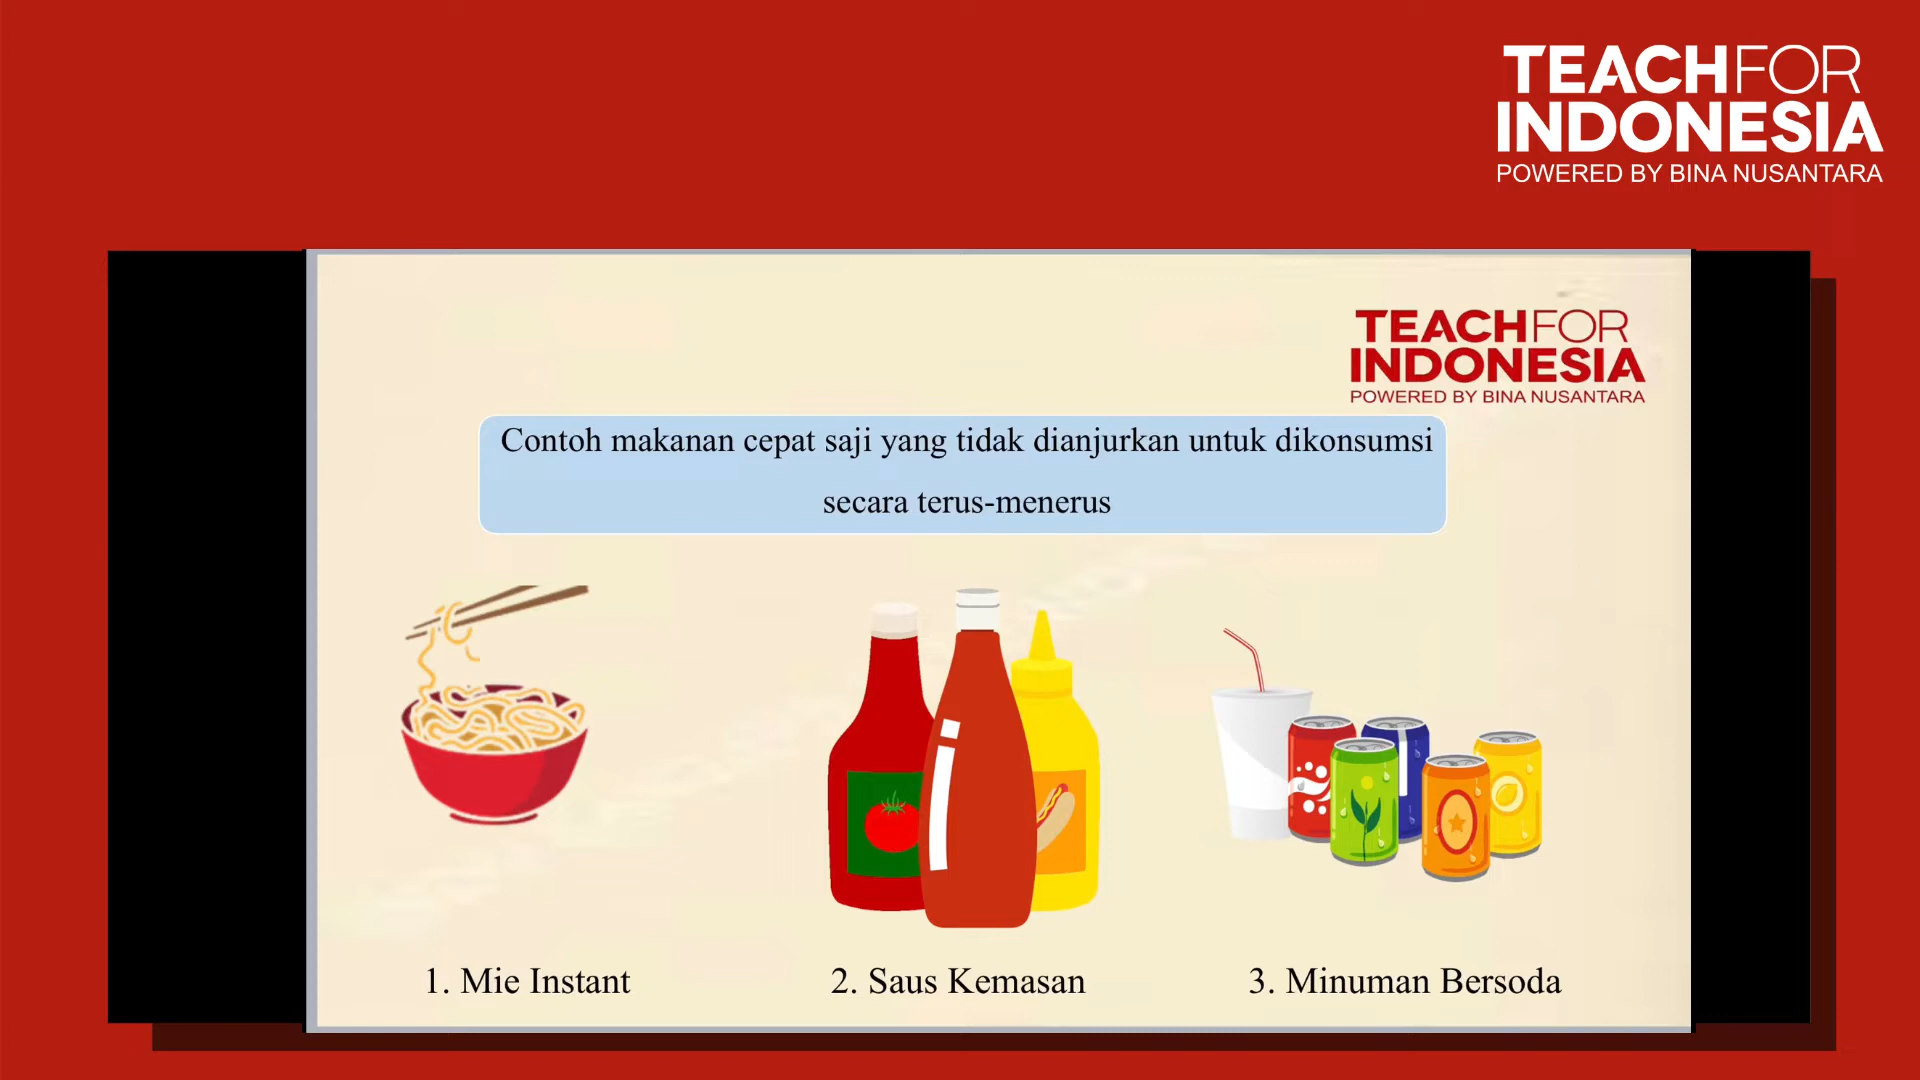 TEACHFOR
INDONESIA
POWERED BY BINA NUSANTARA
TEACHFOR
INDONESIA
POWERED BY BINA NUSANTARA
Contoh makanan cepat saji yang tidak dianjurkan untuk dikonsumsi
secara terus-menerus
1. Mie Instant
2. Saus Kemasan
3. Minuman Bersoda